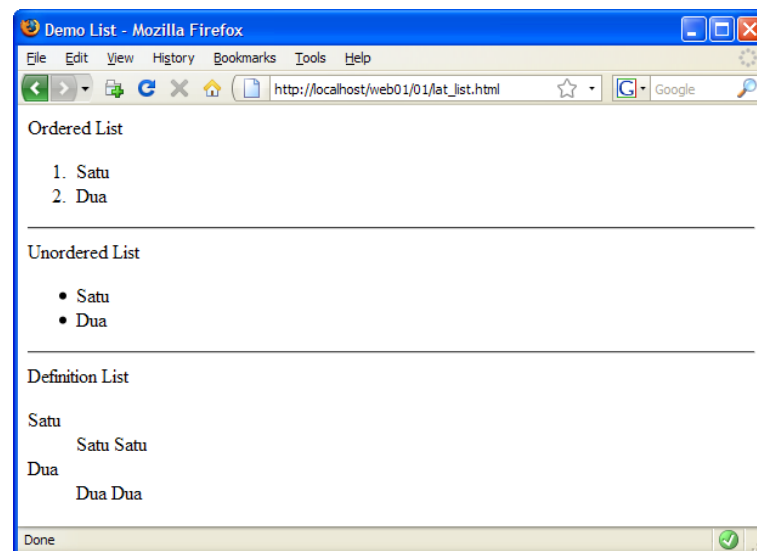 Demo List - Mozilla Firefox
File Edit View History Bookmarks Tools Help
http://localhost/web01/01/lat_list.html G Google
Ordered List
1. Satu
2. Dua
Unordered List
• Satu
• Dua
Definition List
Satu
Satu Satu
Dua
Dua Dua
Done